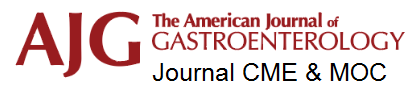 AJG The American Journal of
GASTROENTEROLOGY
Journal CME & MOC